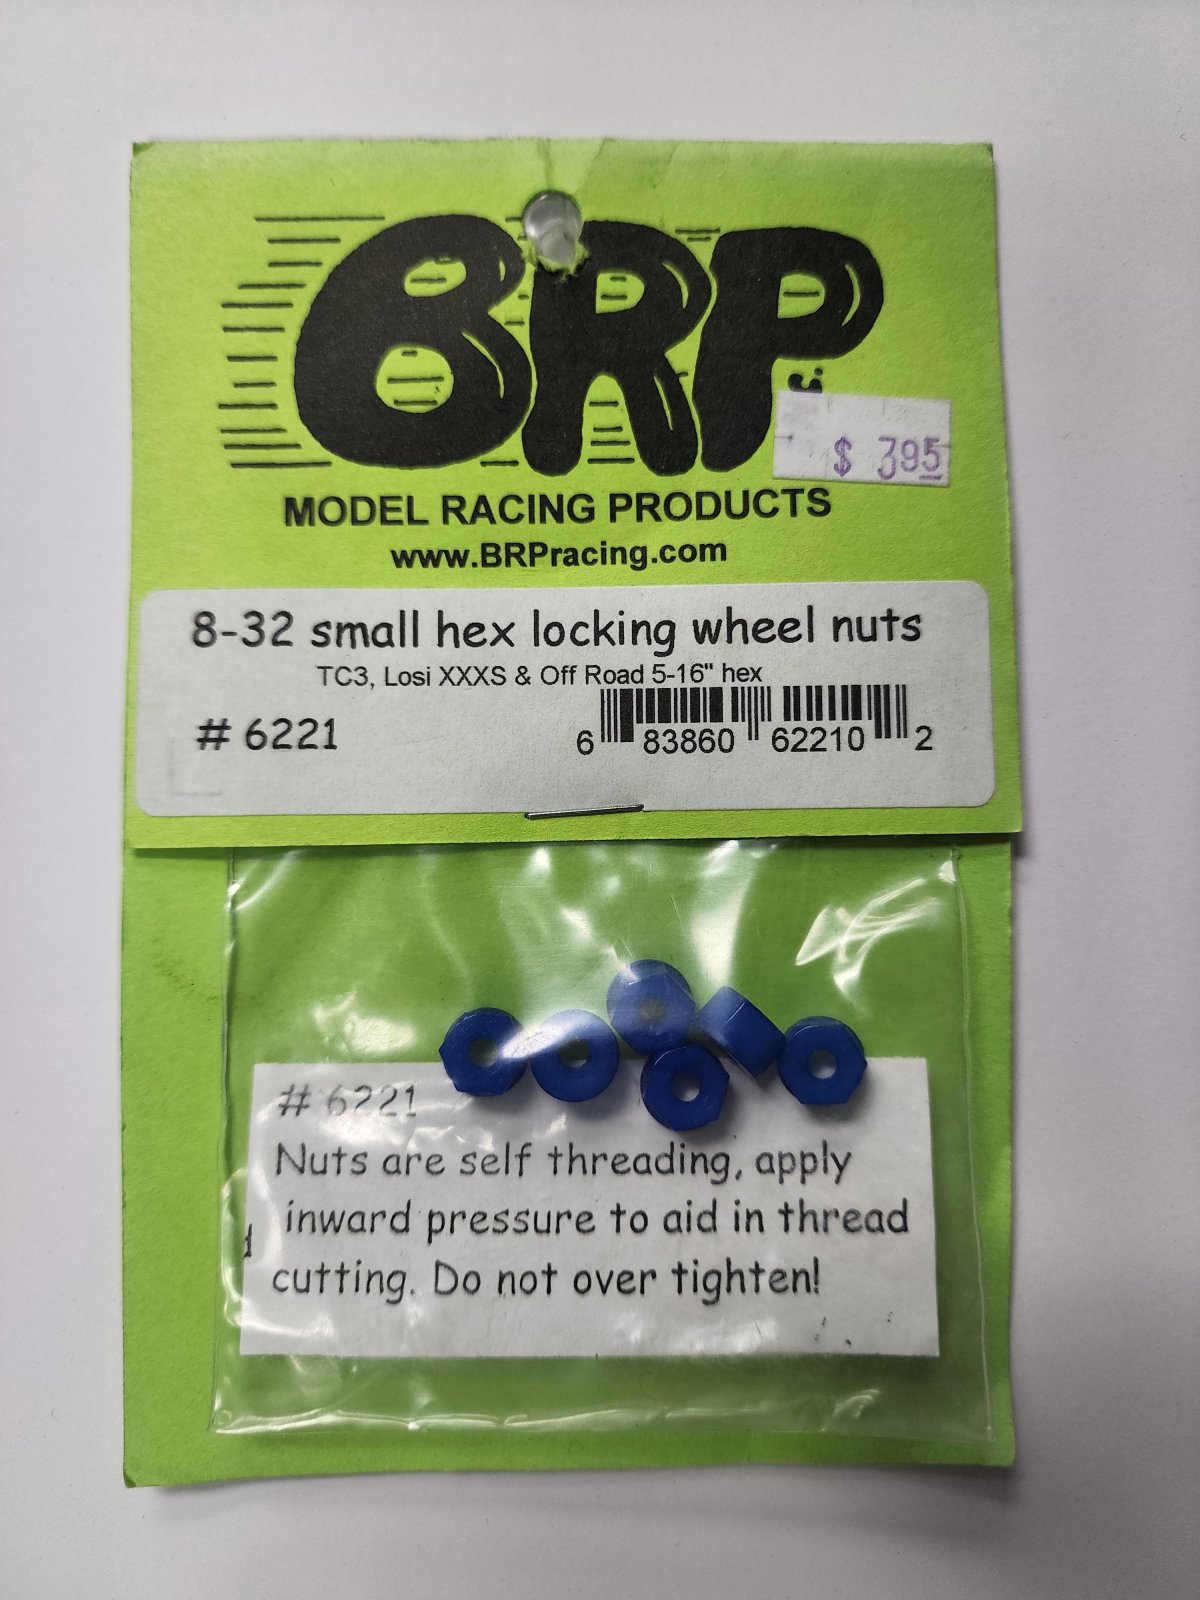 BRP
s.
$ 3.95
MODEL RACING PRODUCTS
www.BRPracing.com
8-32 small hex locking wheel nuts
TC3, Losi XXXS & Off Road 5-16" hex
# 6221
6 83860 62210 2
# 6221
Nuts are self threading, apply
inward pressure to aid in thread
cutting. Do not over tighten!